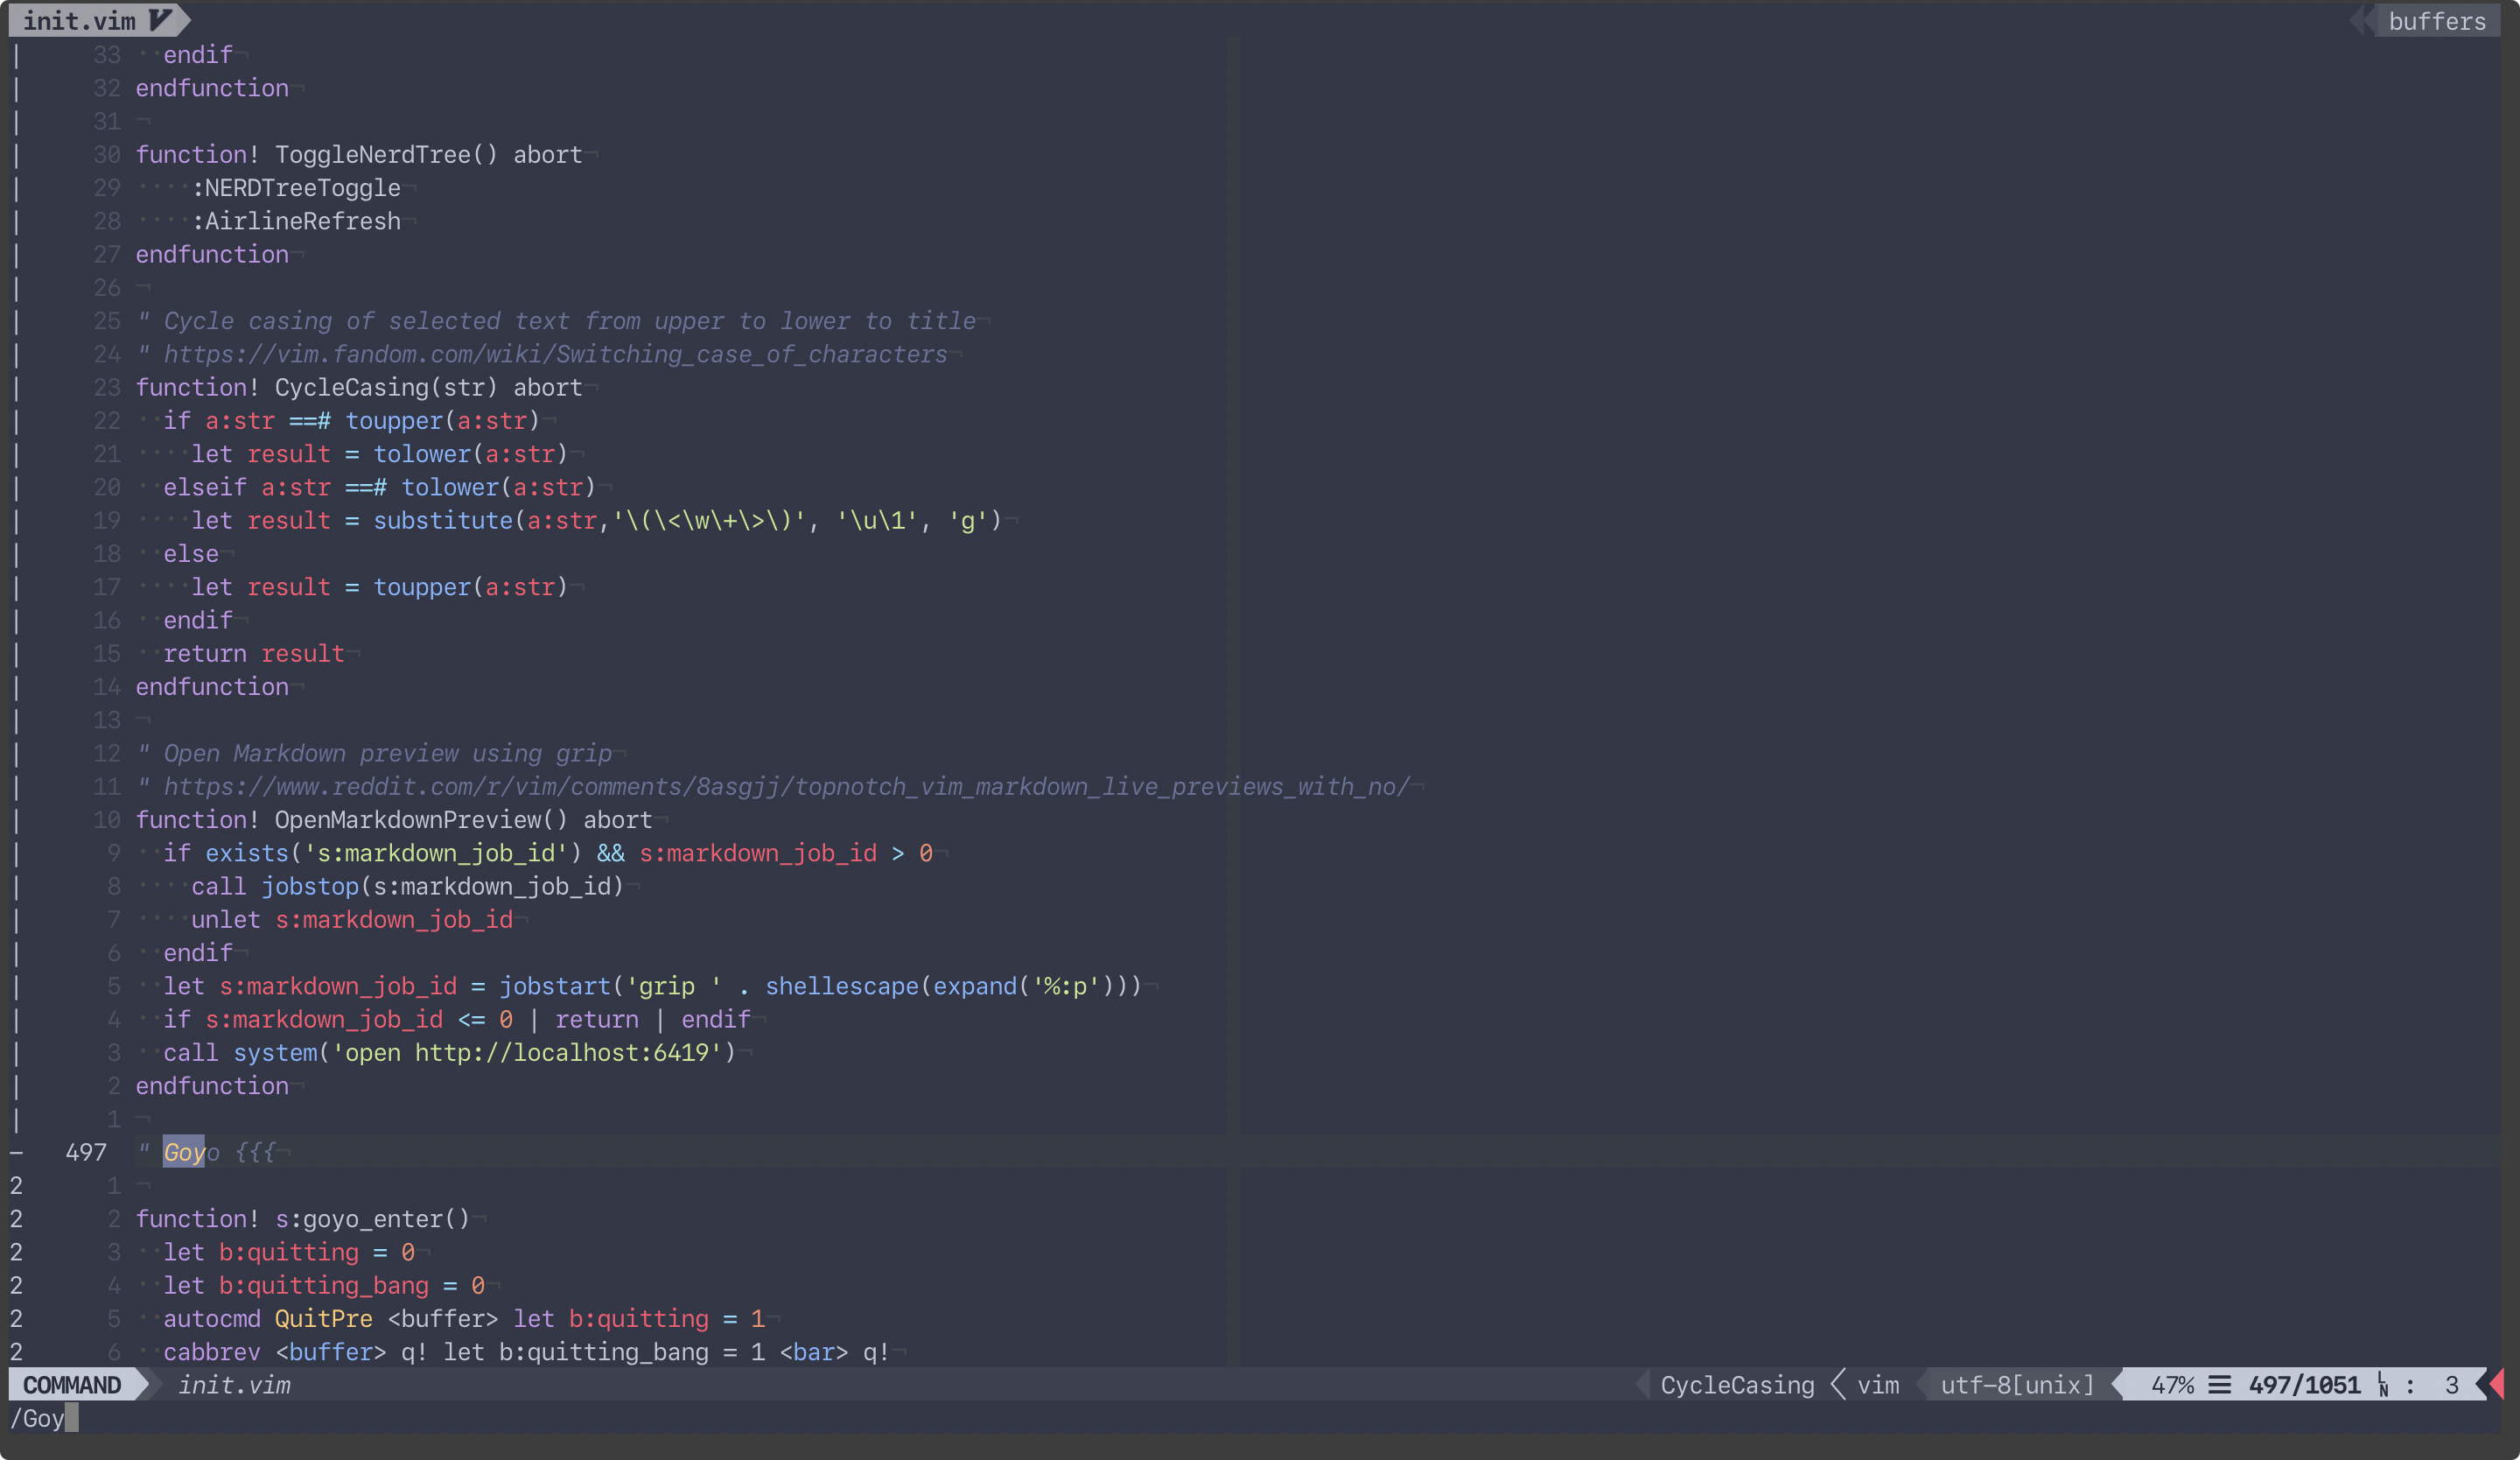 init.vim buffers
| 33 ··endif¬
| 32 endfunction¬
| 31 ¬
| 30 function! ToggleNerdTree() abort¬
| 29 ····:NERDTreeToggle¬
| 28 ····:AirlineRefresh¬
| 27 endfunction¬
| 26 ¬
| 25 " Cycle casing of selected text from upper to lower to title¬
| 24 " https://vim.fandom.com/wiki/Switching_case_of_characters¬
| 23 function! CycleCasing(str) abort¬
| 22 ··if a:str ==# toupper(a:str)¬
| 21 ····let result = tolower(a:str)¬
| 20 ··elseif a:str ==# tolower(a:str)¬
| 19 ····let result = substitute(a:str,'\(\<\w\+\>\)', '\u\1', 'g')¬
| 18 ··else¬
| 17 ····let result = toupper(a:str)¬
| 16 ··endif¬
| 15 ··return result¬
| 14 endfunction¬
| 13 ¬
| 12 " Open Markdown preview using grip¬
| 11 " https://www.reddit.com/r/vim/comments/8asgjj/topnotch_vim_markdown_live_previews_with_no/¬
| 10 function! OpenMarkdownPreview() abort¬
| 9 ··if exists('s:markdown_job_id') && s:markdown_job_id > 0¬
| 8 ····call jobstop(s:markdown_job_id)¬
| 7 ····unlet s:markdown_job_id¬
| 6 ··endif¬
| 5 ··let s:markdown_job_id = jobstart('grip ' . shellescape(expand('%:p')))¬
| 4 ··if s:markdown_job_id <= 0 | return | endif¬
| 3 ··call system('open http://localhost:6419')¬
| 2 endfunction¬
| 1 ¬
- 497 " Goyo {{{¬
2 1 ¬
2 2 function! s:goyo_enter()¬
2 3 ··let b:quitting = 0¬
2 4 ··let b:quitting_bang = 0¬
2 5 ··autocmd QuitPre <buffer> let b:quitting = 1¬
2 6 ··cabbrev <buffer> q! let b:quitting_bang = 1 <bar> q!¬
COMMAND init.vim CycleCasing vim utf-8[unix] 47% ☰ 497/1051 ␤ : 3
/Goy